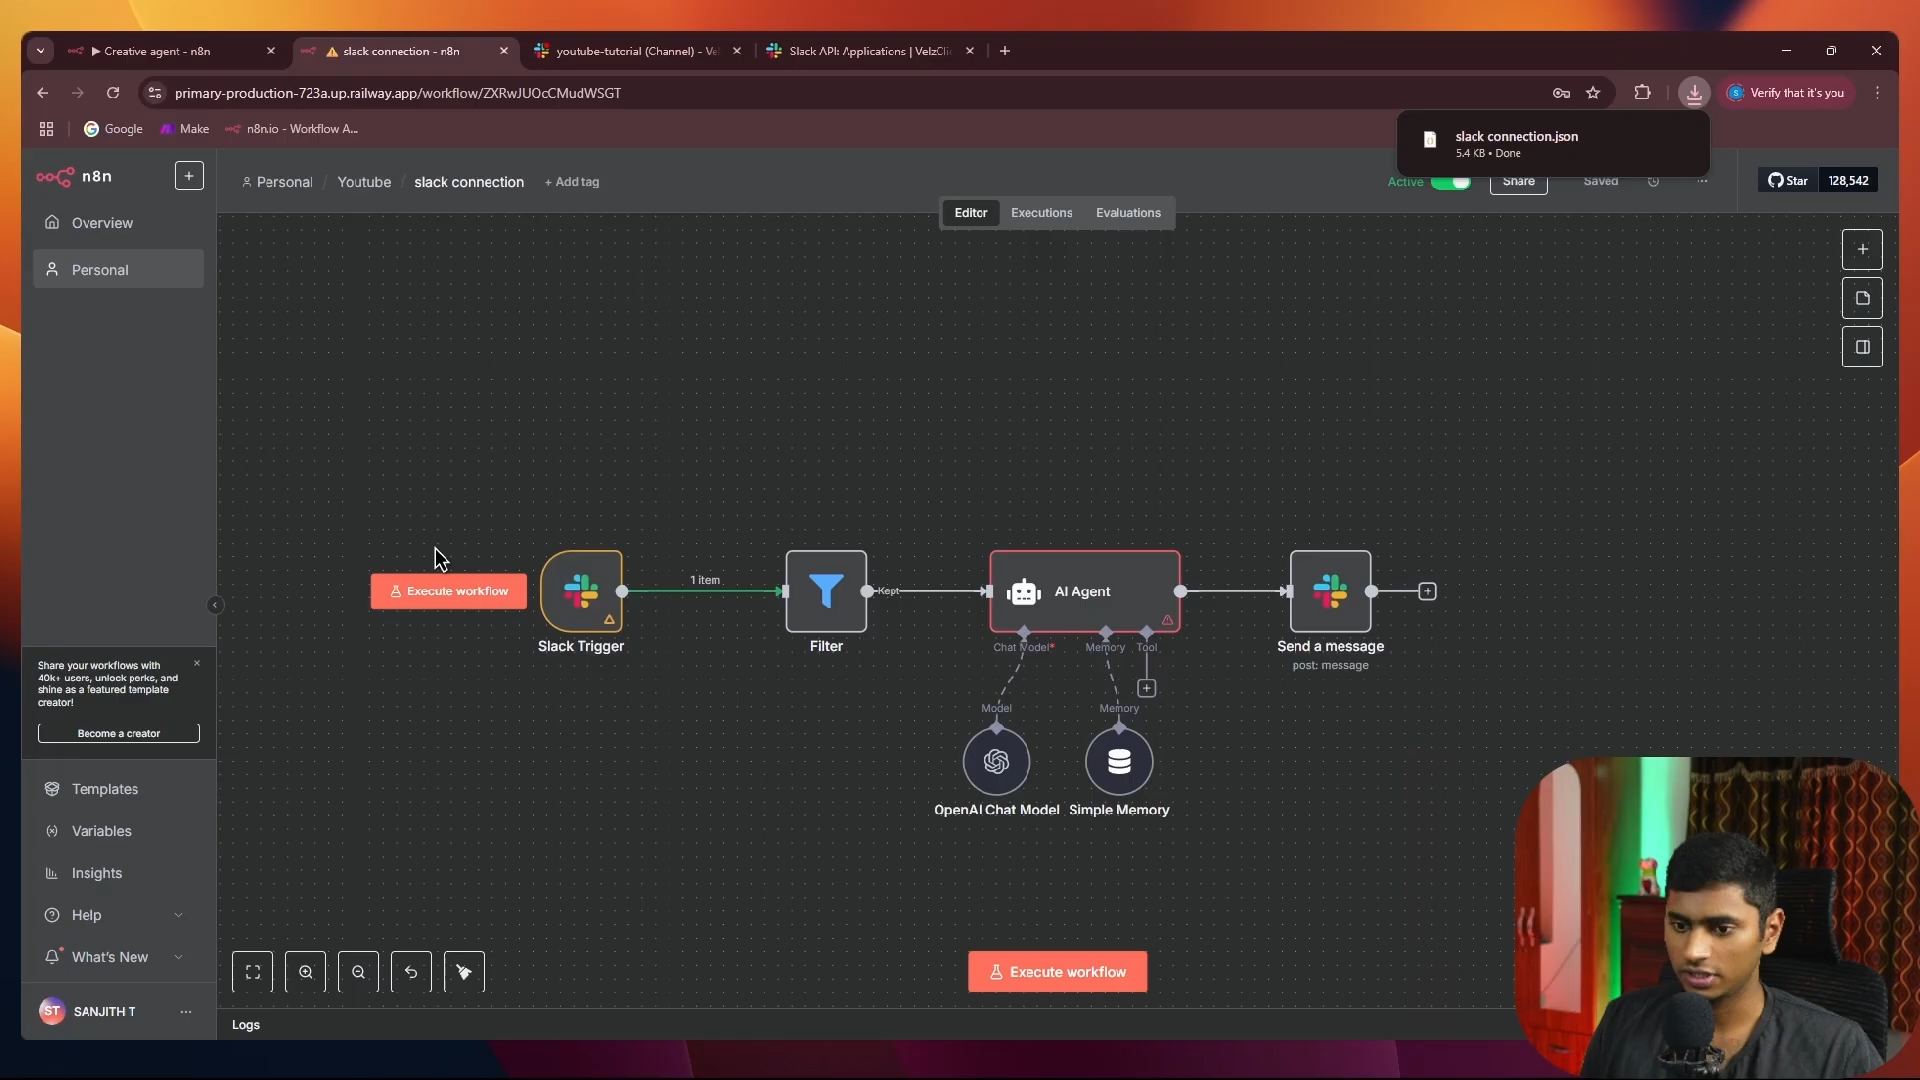 ▶ Creative agent - n8n
slack connection - n8n
youtube-tutorial (Channel) - Ve
Slack API: Applications | VelzCli
primary-production-723a.up.railway.app/workflow/ZXRwJUOcCMudWSGT
Verify that it's you
Google
Make
n8n.io - Workflow A...
slack connection.json
5.4 KB • Done
n8n
Personal / Youtube / slack connection
+ Add tag
Active
Share
Saved
Star
128,542
Editor
Executions
Evaluations
Overview
Personal
1 item
Kept
Execute workflow
AI Agent
Slack Trigger
Filter
Chat Model*
Memory
Tool
Send a message
post: message
Model
Memory
OpenAI Chat Model
Simple Memory
Share your workflows with
40k+ users, unlock perks, and
shine as a featured template
creator!
Become a creator
Templates
Variables
Insights
Help
What's New
ST
SANJITH T
Execute workflow
Logs